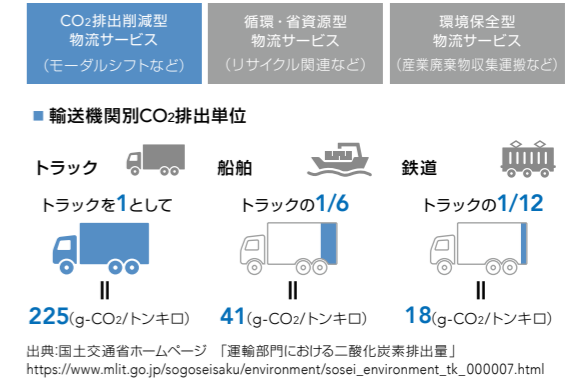 CO2排出削減型
物流サービス
(モーダルシフトなど)
循環・省資源型
物流サービス
(リサイクル関連など)
環境保全型
物流サービス
(産業廃棄物収集運搬など)
■ 輸送機関別CO2排出単位
トラック
船舶
鉄道
トラックを1として
トラックの1/6
トラックの1/12
=
=
=
225(g-CO2/トンキロ)
41(g-CO2/トンキロ)
18(g-CO2/トンキロ)
出典:国土交通省ホームページ 「運輸部門における二酸化炭素排出量」
https://www.mlit.go.jp/sogoseisaku/environment/sosei_environment_tk_000007.html